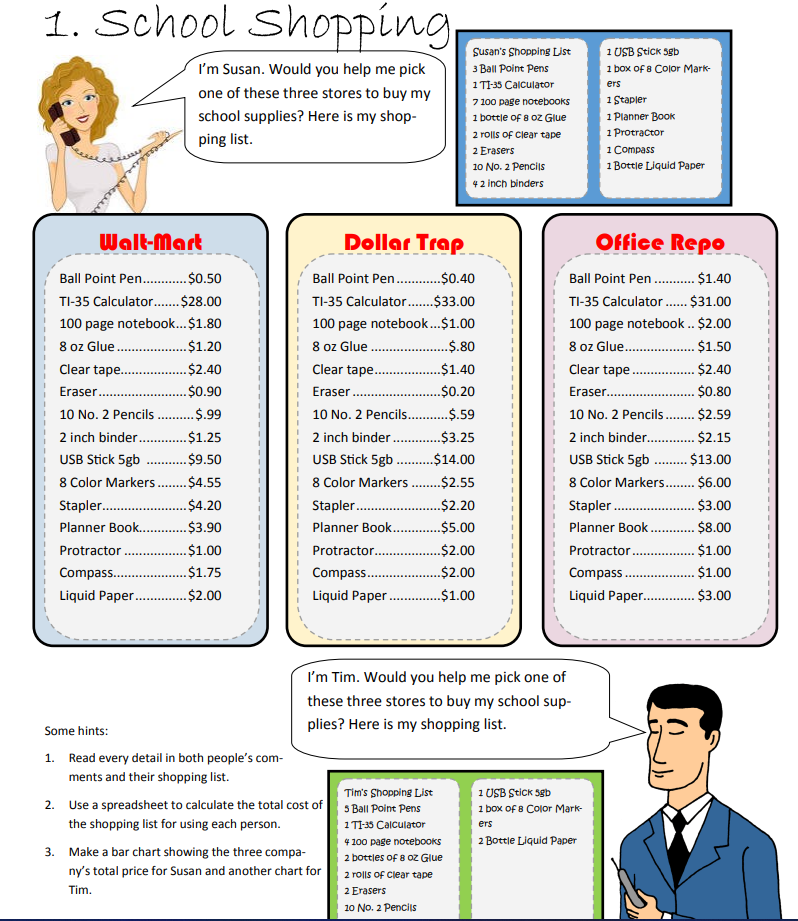 1. School Shopping
I'm Susan. Would you help me pick
one of these three stores to buy my
school supplies? Here is my shop-
ping list.
Susan's Shopping List
3 Ball Point Pens
1 TI-35 Calculator
7 100 page notebooks
1 bottle of 8 oz Glue
2 rolls of clear tape
2 Erasers
10 No. 2 Pencils
4 2 inch binders
1 USB Stick 5gb
1 box of 8 Color Mark-
ers
1 Stapler
1 Planner Book
1 Protractor
1 Compass
1 Bottle Liquid Paper
Walt-Mart
Ball Point Pen............$0.50
TI-35 Calculator.......$28.00
100 page notebook...$1.80
8 oz Glue ..................$1.20
Clear tape.................$2.40
Eraser .......................$0.90
10 No. 2 Pencils .........$.99
2 inch binder............$1.25
USB Stick 5gb ..........$9.50
8 Color Markers ........$4.55
Stapler......................$4.20
Planner Book............$3.90
Protractor ................$1.00
Compass...................$1.75
Liquid Paper.............$2.00
Dollar Trap
Ball Point Pen ...........$0.40
TI-35 Calculator......$33.00
100 page notebook...$1.00
8 oz Glue ...................$.80
Clear tape.................$1.40
Eraser .......................$0.20
10 No. 2 Pencils..........$.59
2 inch binder ............$3.25
USB Stick 5gb .........$14.00
8 Color Markers ........$2.55
Stapler......................$2.20
Planner Book............$5.00
Protractor.................$2.00
Compass...................$2.00
Liquid Paper .............$1.00
Office Repo
Ball Point Pen .......... $1.40
TI-35 Calculator ...... $31.00
100 page notebook .. $2.00
8 oz Glue.................. $1.50
Clear tape ................ $2.40
Eraser....................... $0.80
10 No. 2 Pencils ....... $2.59
2 inch binder............ $2.15
USB Stick 5gb ........ $13.00
8 Color Markers........ $6.00
Stapler ..................... $3.00
Planner Book ........... $8.00
Protractor ................ $1.00
Compass .................. $1.00
Liquid Paper............. $3.00
I'm Tim. Would you help me pick one of
these three stores to buy my school sup-
plies? Here is my shopping list.
Some hints:
1. Read every detail in both people's com-
ments and their shopping list.
2. Use a spreadsheet to calculate the total cost of
the shopping list for using each person.
3. Make a bar chart showing the three compa-
ny's total price for Susan and another chart for
Tim.
Tim's Shopping List
5 Ball Point Pens
1 TI-35 Calculator
4 100 page notebooks
2 bottles of 8 oz Glue
2 rolls of clear tape
2 Erasers
10 No. 2 Pencils
1 USB Stick 5gb
1 box of 8 Color Mark-
ers
2 Bottle Liquid Paper